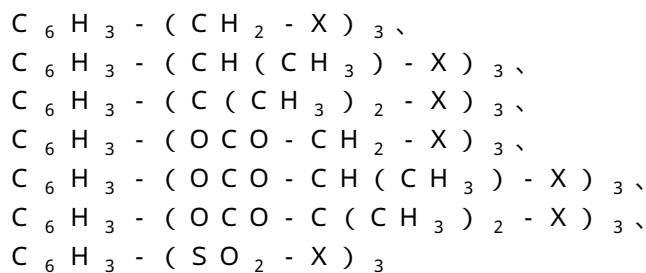 C₆H₃-(CH₂-X)₃、
C₆H₃-(CH(CH₃)-X)₃、
C₆H₃-(C(CH₃)₂-X)₃、
C₆H₃-(OCO-CH₂-X)₃、
C₆H₃-(OCO-CH(CH₃)-X)₃、
C₆H₃-(OCO-C(CH₃)₂-X)₃、
C₆H₃-(SO₂-X)₃